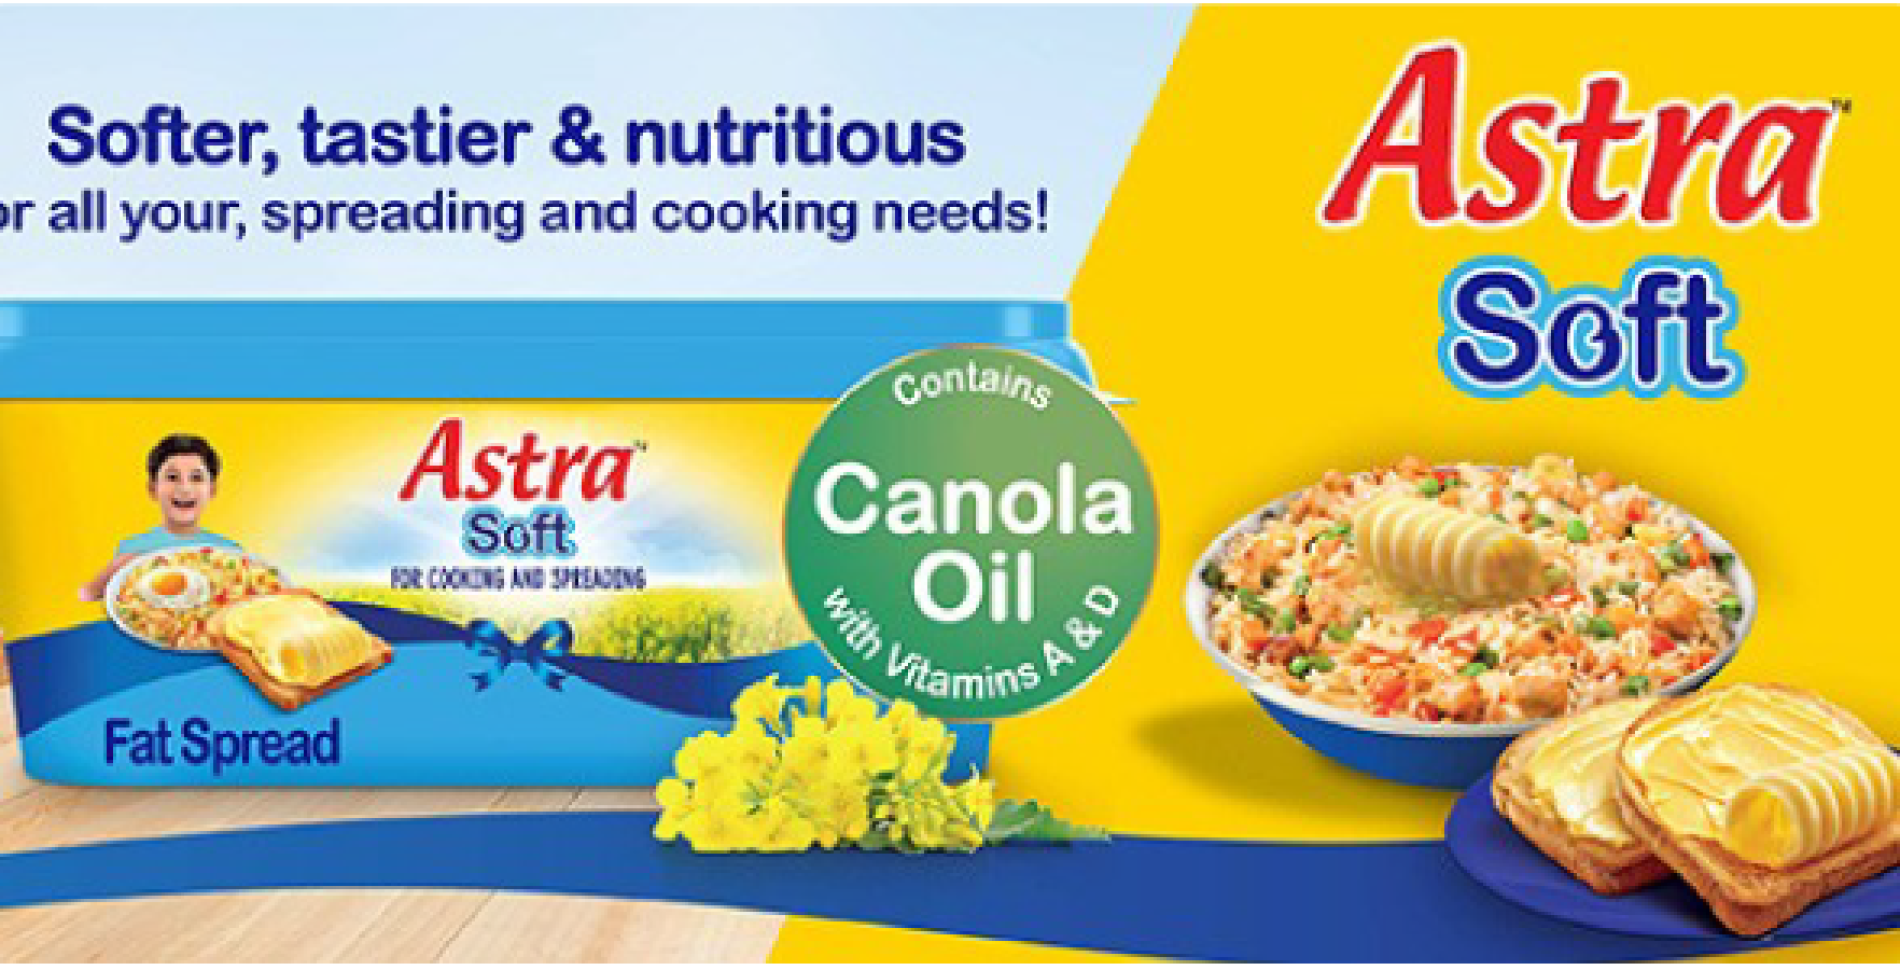 Softer, tastier & nutritious
or all your, spreading and cooking needs!
Astra™
Soft
Contains
Canola
Oil
with Vitamins A & D
Astra™
Soft
FOR COOKING AND SPREADING
Fat Spread